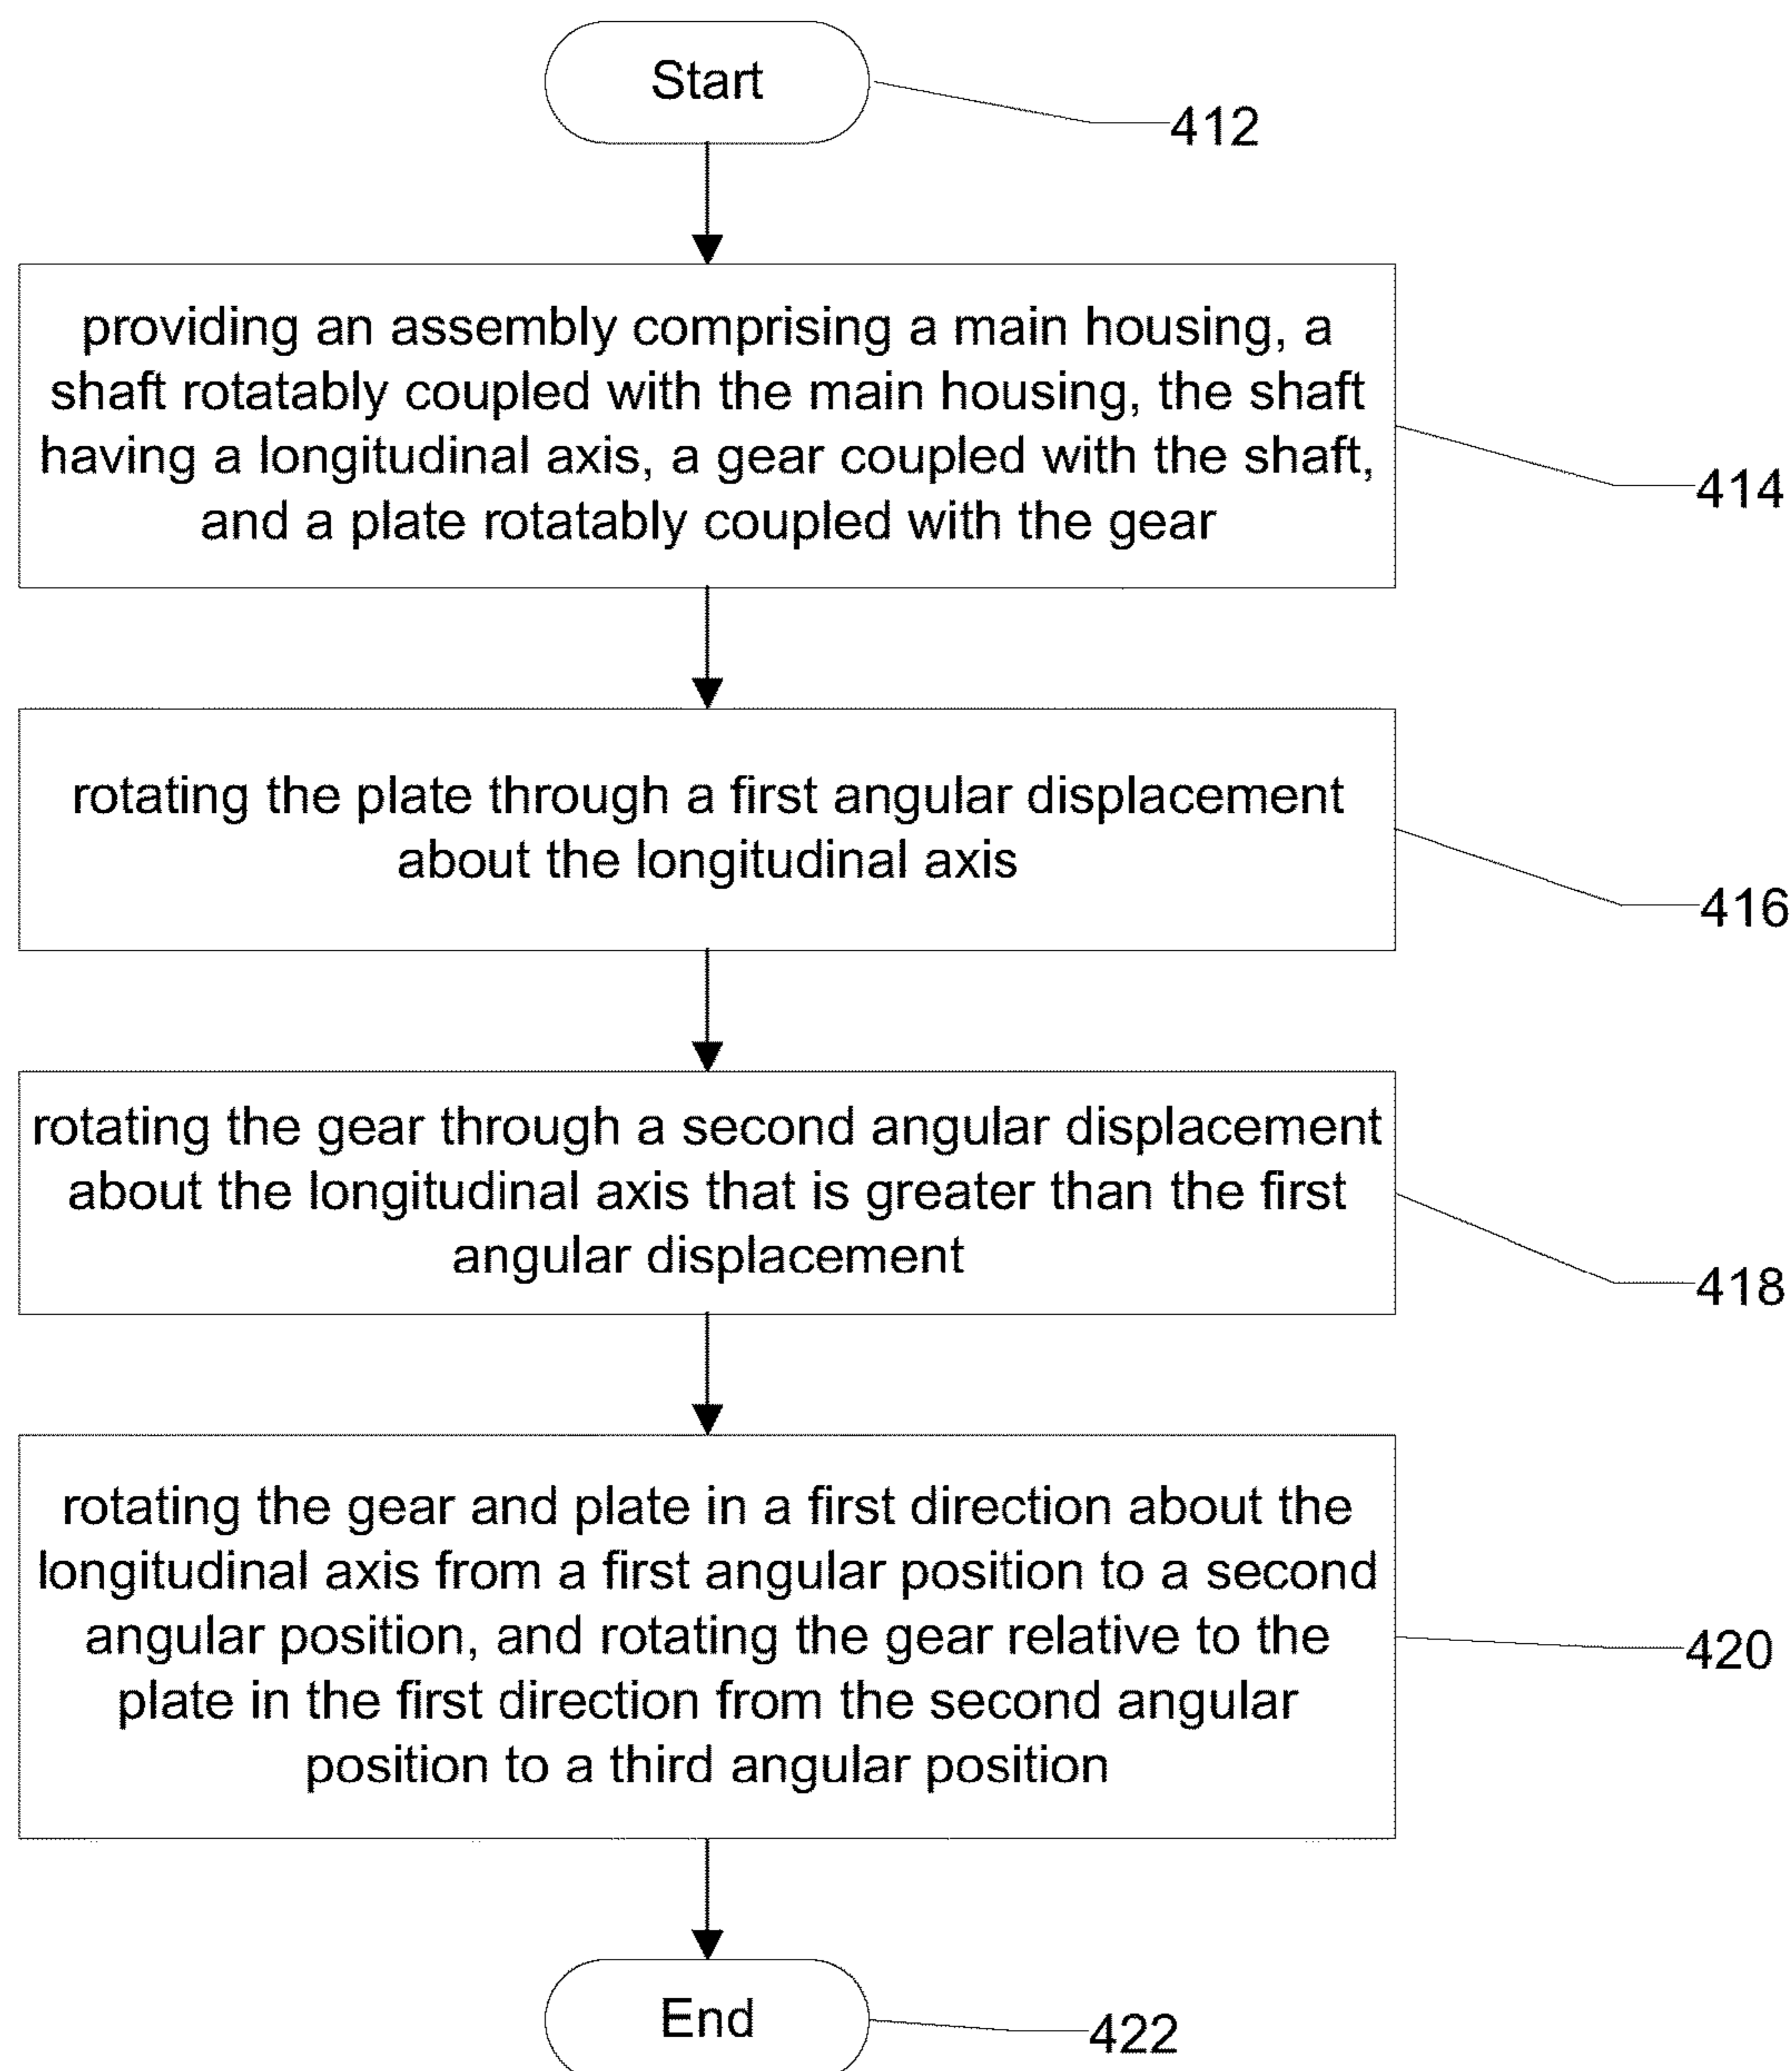 Start
412
providing an assembly comprising a main housing, a
shaft rotatably coupled with the main housing, the shaft
having a longitudinal axis, a gear coupled with the shaft,
and a plate rotatably coupled with the gear
414
rotating the plate through a first angular displacement
about the longitudinal axis
416
rotating the gear through a second angular displacement
about the longitudinal axis that is greater than the first
angular displacement
418
rotating the gear and plate in a first direction about the
longitudinal axis from a first angular position to a second
angular position, and rotating the gear relative to the
plate in the first direction from the second angular
position to a third angular position
420
End
422